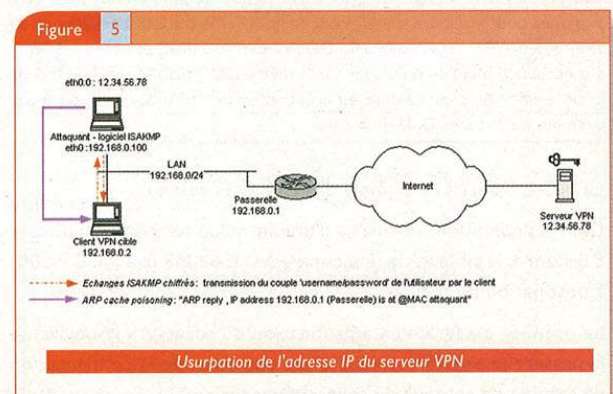 Figure 5
eth0.0 : 12.34.56.78
Attaquant - logiciel ISAKMP
eth0 :192.168.0.100
LAN
192.168.0/24
Passerelle
192.168.0.1
Internet
Serveur VPN
12.34.56.78
Client VPN cible
192.168.0.2
Echanges ISAKMP chiffrés : transmission du couple 'username/password' de l'utilisateur par le client
ARP cache poisoning: "ARP reply , IP address 192.168.0.1 (Passerelle) is at @MAC attaquant"
Usurpation de l'adresse IP du serveur VPN